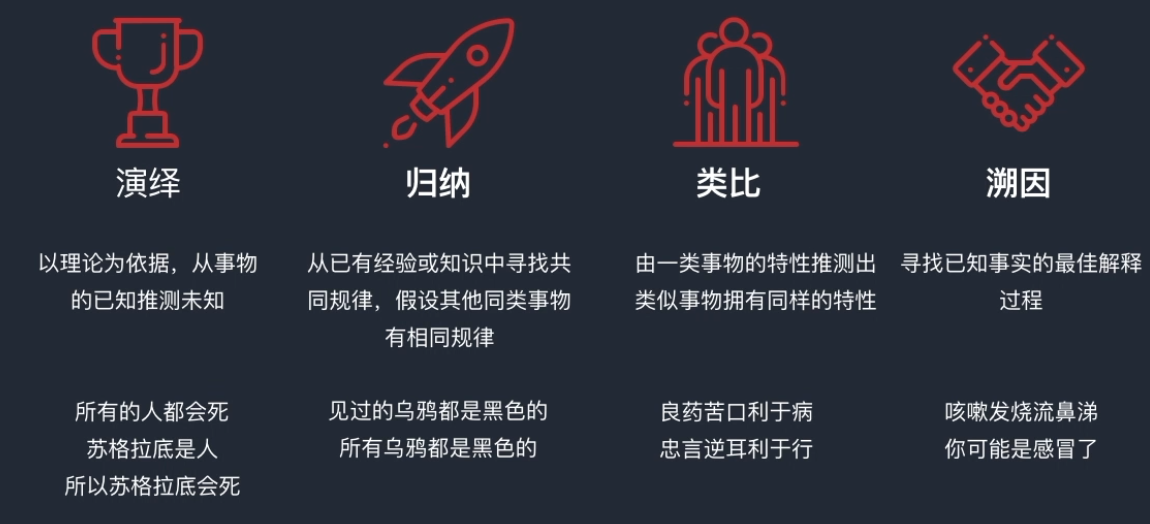 演绎
以理论为依据，从事物
的已知推测未知
所有的人都会死
苏格拉底是人
所以苏格拉底会死
归纳
从已有经验或知识中寻找共
同规律，假设其他同类事物
有相同规律
见过的乌鸦都是黑色的
所有乌鸦都是黑色的
类比
由一类事物的特性推测出
类似事物拥有同样的特性
良药苦口利于病
忠言逆耳利于行
溯因
寻找已知事实的最佳解释
过程
咳嗽发烧流鼻涕
你可能是感冒了